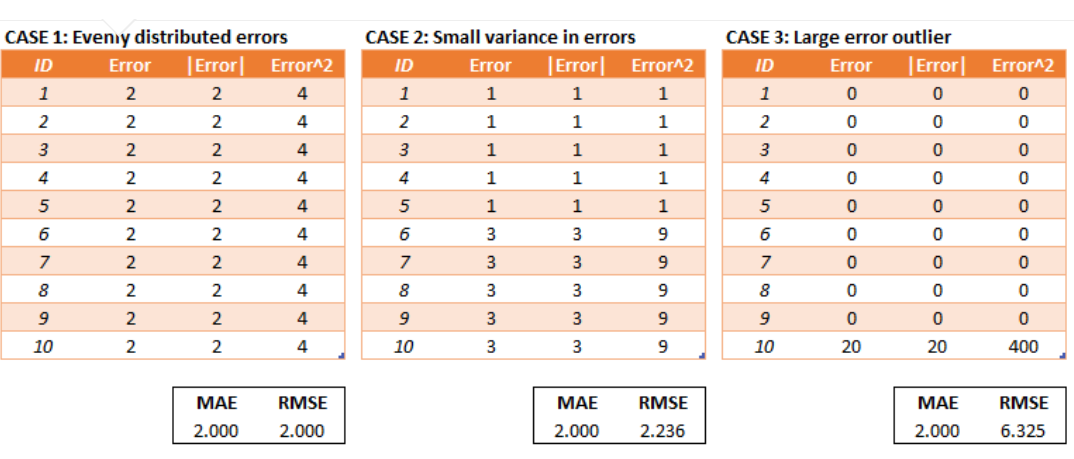 CASE 1: Evenly distributed errors CASE 2: Small variance in errors CASE 3: Large error outlier
ID Error |Error| Error^2 ID Error |Error| Error^2 ID Error |Error| Error^2
1 2 2 4 1 1 1 1 1 0 0 0
2 2 2 4 2 1 1 1 2 0 0 0
3 2 2 4 3 1 1 1 3 0 0 0
4 2 2 4 4 1 1 1 4 0 0 0
5 2 2 4 5 1 1 1 5 0 0 0
6 2 2 4 6 3 3 9 6 0 0 0
7 2 2 4 7 3 3 9 7 0 0 0
8 2 2 4 8 3 3 9 8 0 0 0
9 2 2 4 9 3 3 9 9 0 0 0
10 2 2 4 10 3 3 9 10 20 20 400
MAE RMSE MAE RMSE MAE RMSE
2.000 2.000 2.000 2.236 2.000 6.325